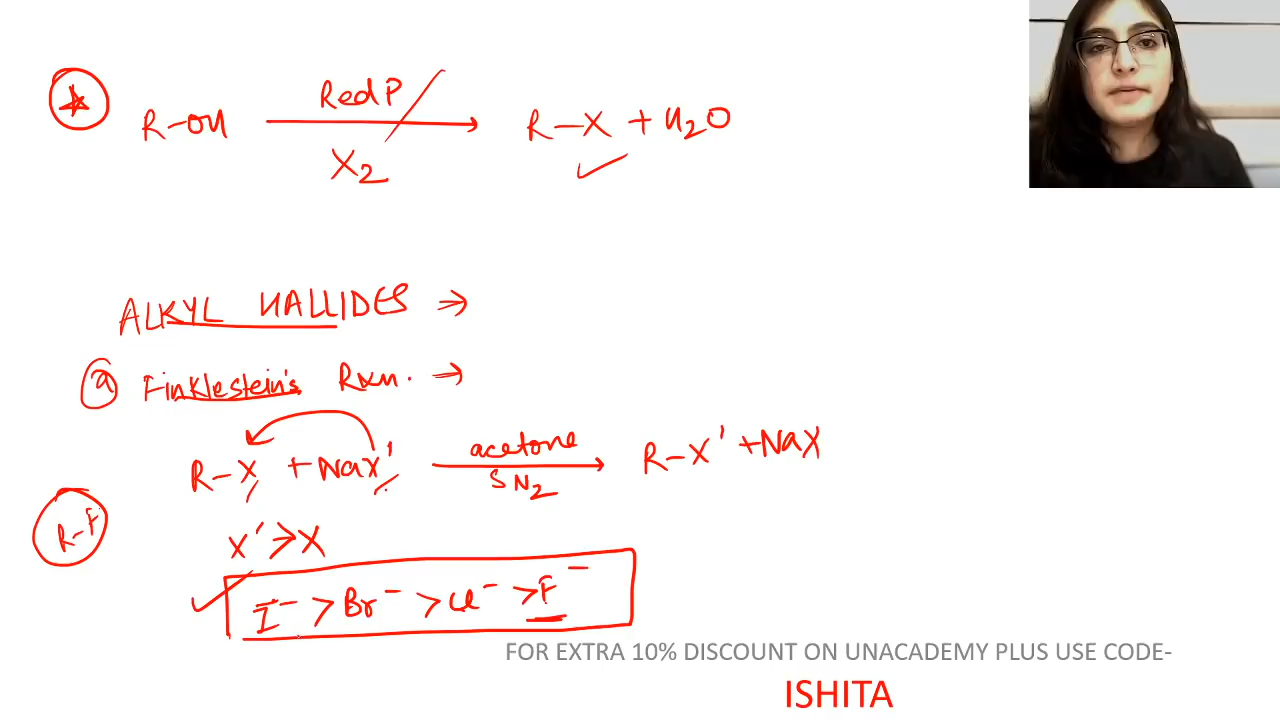 Red P
R-OH → R-X + H2O
X2
ALKYL HALLIDES →
a Finklestein's Rxn. →
R-X + NaX' acetone → R-X' + NaX
SN2
R-F
X' > X
I⁻ > Br⁻ > Cl⁻ > F⁻
FOR EXTRA 10% DISCOUNT ON UNACADEMY PLUS USE CODE-
ISHITA